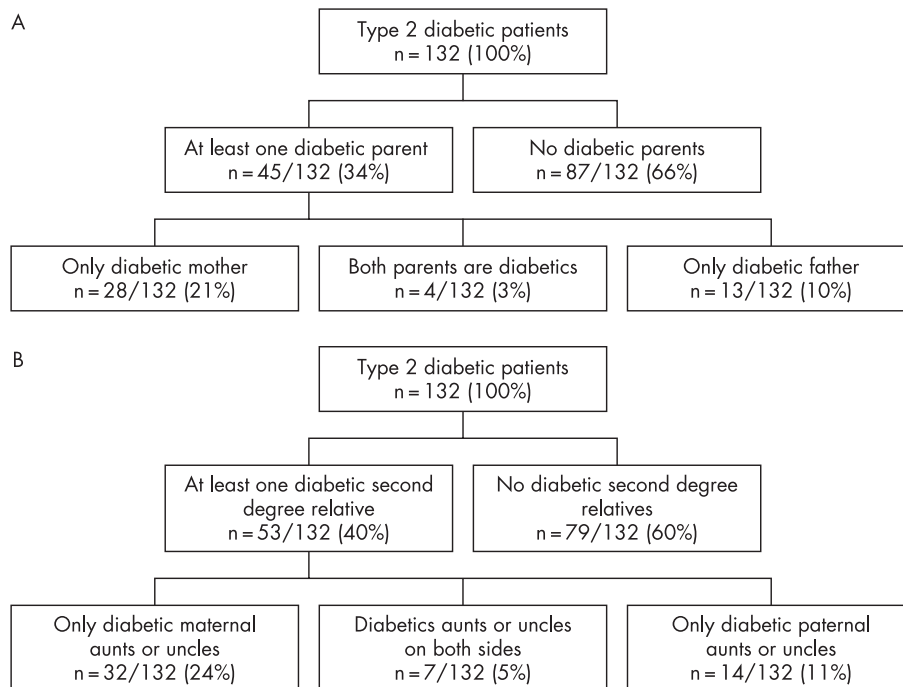 A
Type 2 diabetic patients
n = 132 (100%)
At least one diabetic parent
n = 45/132 (34%)
No diabetic parents
n = 87/132 (66%)
Only diabetic mother
n = 28/132 (21%)
Both parents are diabetics
n = 4/132 (3%)
Only diabetic father
n = 13/132 (10%)
B
Type 2 diabetic patients
n = 132 (100%)
At least one diabetic second
degree relative
n = 53/132 (40%)
No diabetic second degree
relatives
n = 79/132 (60%)
Only diabetic maternal
aunts or uncles
n = 32/132 (24%)
Diabetics aunts or uncles
on both sides
n = 7/132 (5%)
Only diabetic paternal
aunts or uncles
n = 14/132 (11%)